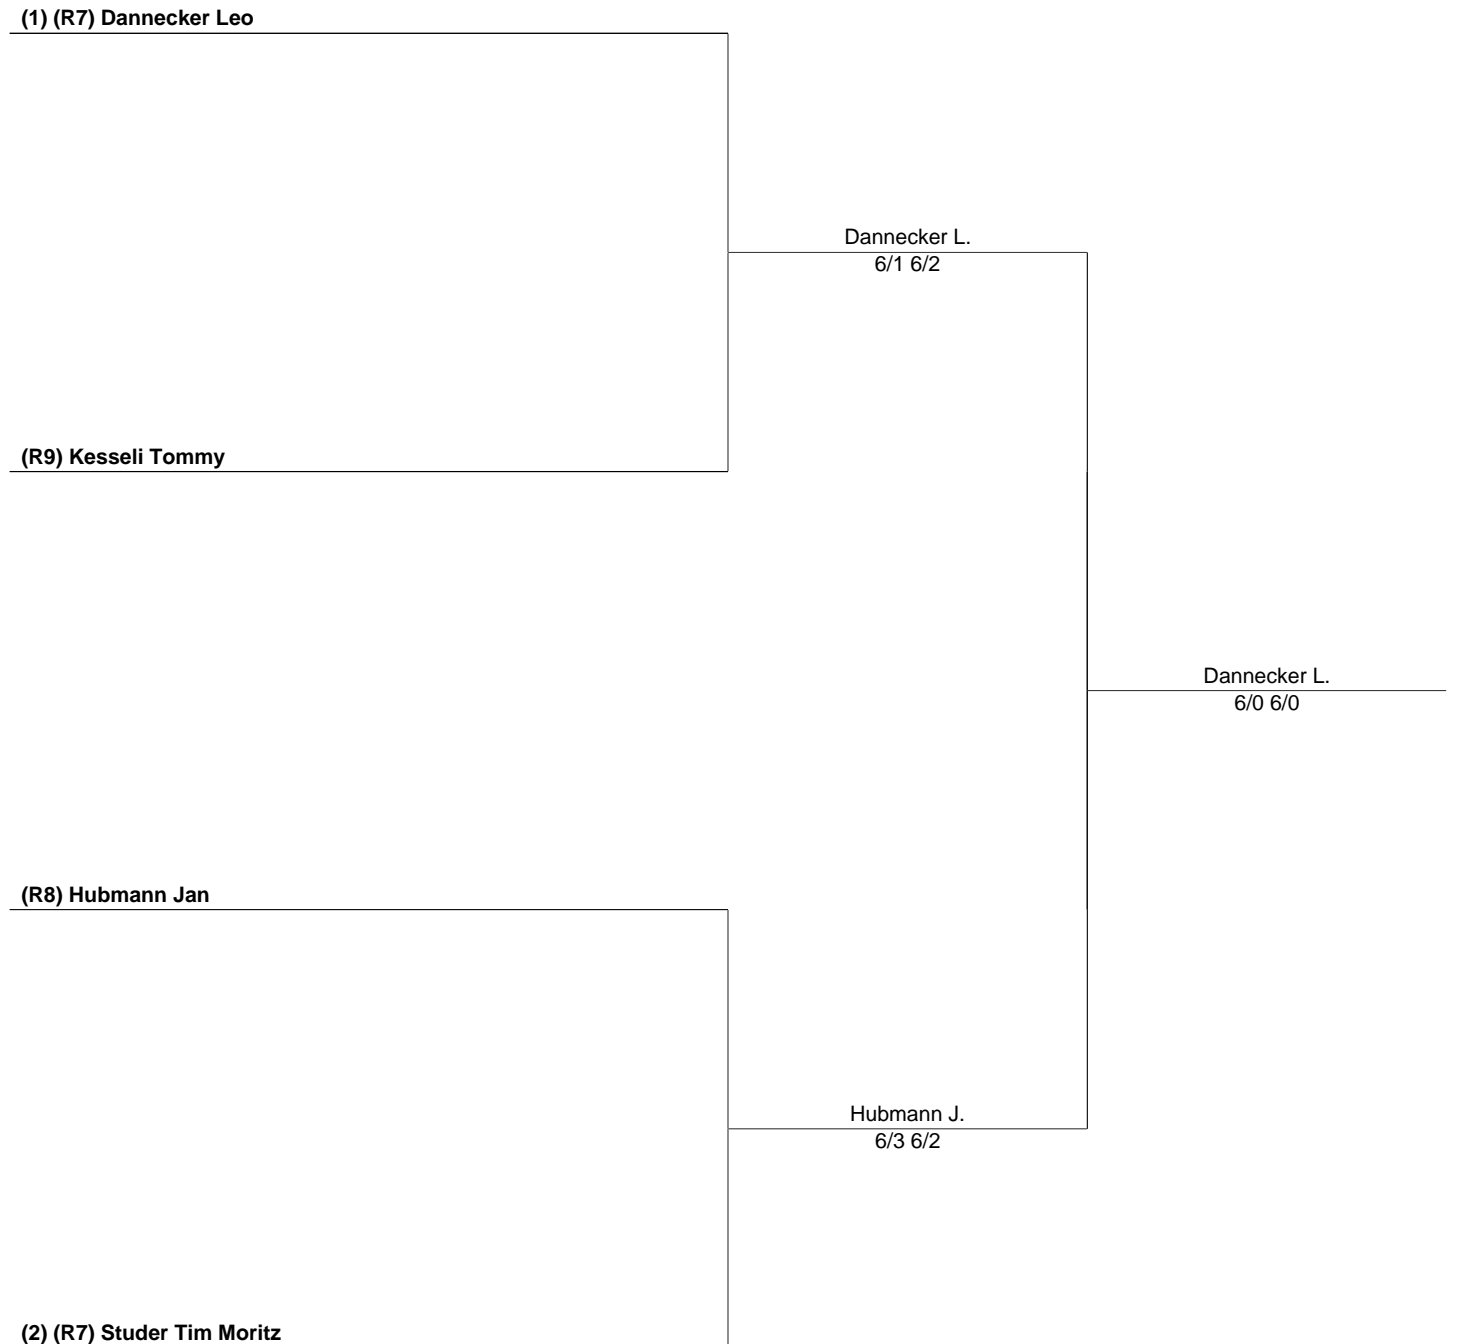 (1) (R7) Dannecker Leo
Dannecker L.
6/1 6/2
(R9) Kesseli Tommy
Dannecker L.
6/0 6/0
(R8) Hubmann Jan
Hubmann J.
6/3 6/2
(2) (R7) Studer Tim Moritz